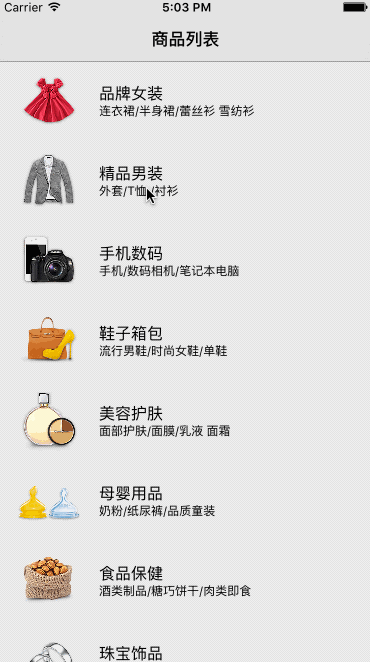 Carrier 5:03 PM
商品列表
品牌女装
连衣裙/半身裙/蕾丝衫 雪纺衫
精品男装
外套/T恤/衬衫
手机数码
手机/数码相机/笔记本电脑
鞋子箱包
流行男鞋/时尚女鞋/单鞋
美容护肤
面部护肤/面膜/乳液 面霜
母婴用品
奶粉/纸尿裤/品质童装
食品保健
酒类制品/糖巧饼干/肉类即食
珠宝饰品